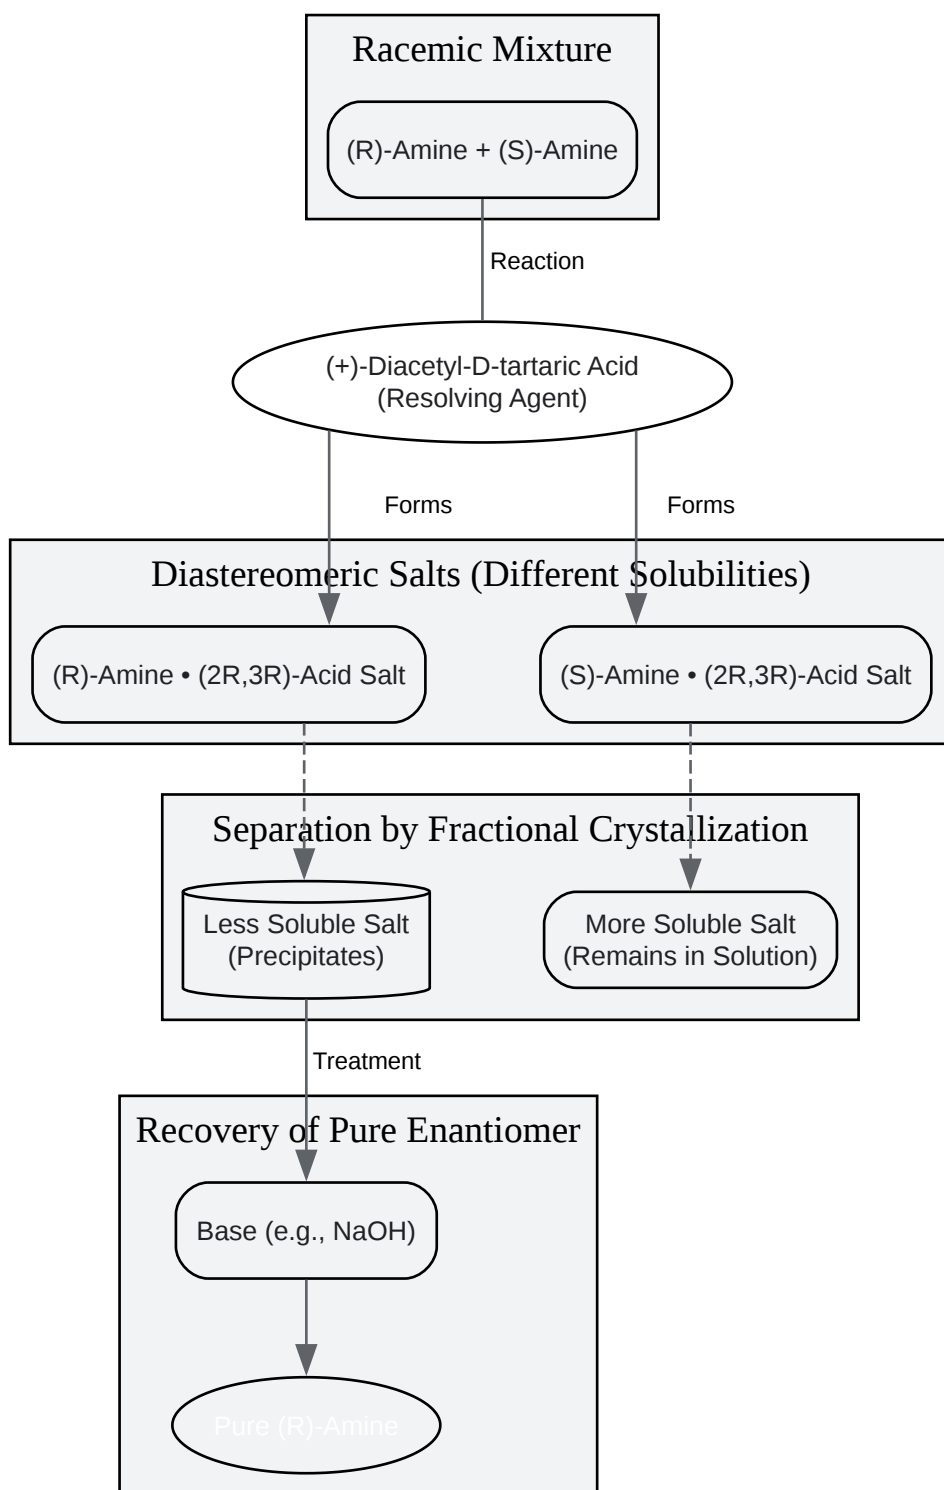 Racemic Mixture
(R)-Amine + (S)-Amine
Reaction
(+)-Diacetyl-D-tartaric Acid
(Resolving Agent)
Forms
Forms
Diastereomeric Salts (Different Solubilities)
(R)-Amine • (2R,3R)-Acid Salt
(S)-Amine • (2R,3R)-Acid Salt
Separation by Fractional Crystallization
Less Soluble Salt
(Precipitates)
More Soluble Salt
(Remains in Solution)
Treatment
Recovery of Pure Enantiomer
Base (e.g., NaOH)
Pure (R)-Amine